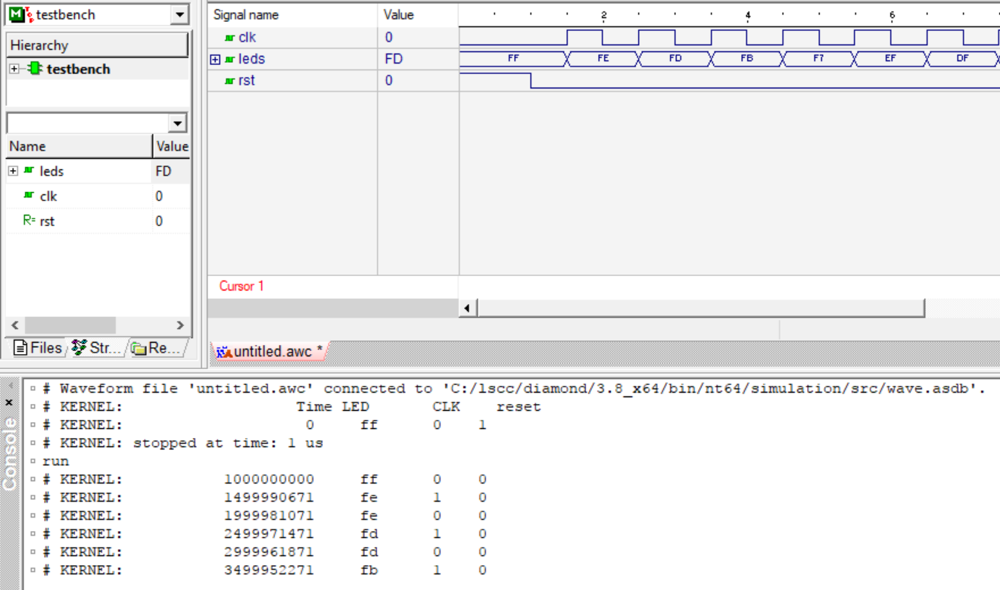 testbench
Hierarchy
testbench
Name Value
leds FD
clk 0
rst 0
Files Str... Re...
Signal name Value 2 4 6
clk 0
leds FD FF FE FD FB F7 EF DF
rst 0
Cursor 1
untitled.awc *
Console
# Waveform file 'untitled.awc' connected to 'C:/lscc/diamond/3.8_x64/bin/nt64/simulation/src/wave.asdb'.
# KERNEL: Time LED CLK reset
# KERNEL: 0 ff 0 1
# KERNEL: stopped at time: 1 us
run
# KERNEL: 1000000000 ff 0 0
# KERNEL: 1499990671 fe 1 0
# KERNEL: 1999981071 fe 0 0
# KERNEL: 2499971471 fd 1 0
# KERNEL: 2999961871 fd 0 0
# KERNEL: 3499952271 fb 1 0